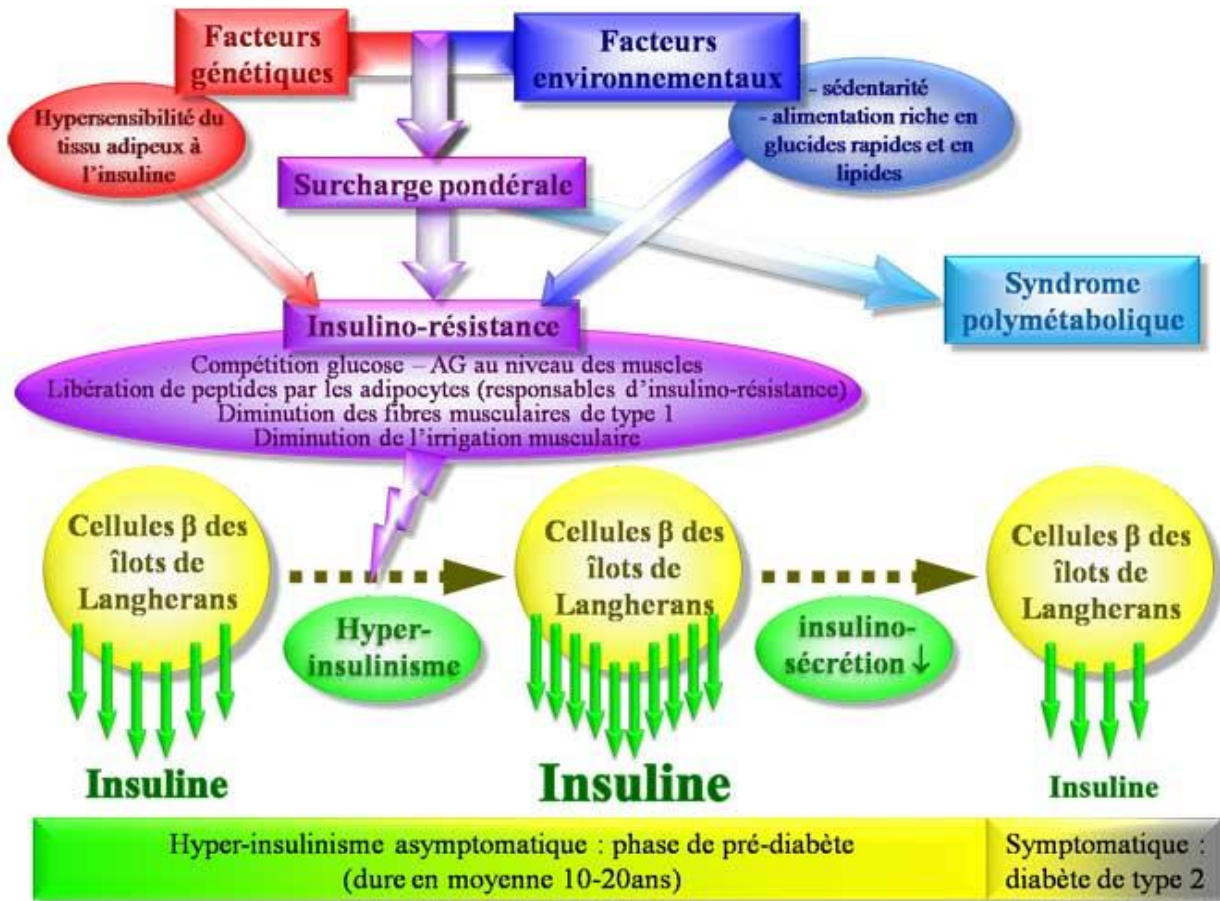 Facteurs
génétiques
Facteurs
environnementaux
Hypersensibilité du
tissu adipeux à
l'insuline
- sédentarité
- alimentation riche en
glucides rapides et en
lipides
Surcharge pondérale
Syndrome
polymétabolique
Insulino-résistance
Compétition glucose – AG au niveau des muscles
Libération de peptides par les adipocytes (responsables d'insulino-résistance)
Diminution des fibres musculaires de type 1
Diminution de l'irrigation musculaire
Cellules β des
îlots de
Langherans
Hyper-
insulinisme
Cellules β des
îlots de
Langherans
insulino-
sécrétion ↓
Cellules β des
îlots de
Langherans
Insuline
Insuline
Insuline
Hyper-insulinisme asymptomatique : phase de pré-diabète
(dure en moyenne 10-20ans)
Symptomatique :
diabète de type 2